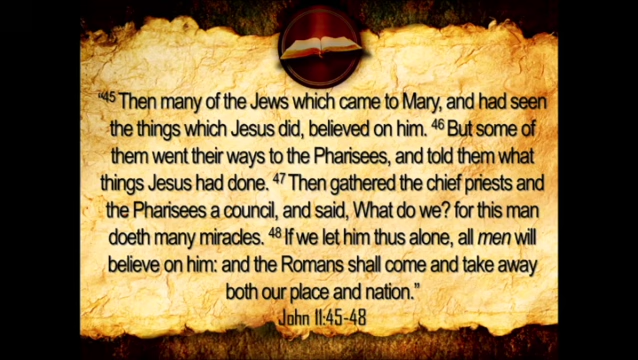 “45 Then many of the Jews which came to Mary, and had seen
the things which Jesus did, believed on him. 46 But some of
them went their ways to the Pharisees, and told them what
things Jesus had done. 47 Then gathered the chief priests and
the Pharisees a council, and said, What do we? for this man
doeth many miracles. 48 If we let him thus alone, all men will
believe on him: and the Romans shall come and take away
both our place and nation.”
John 11:45-48